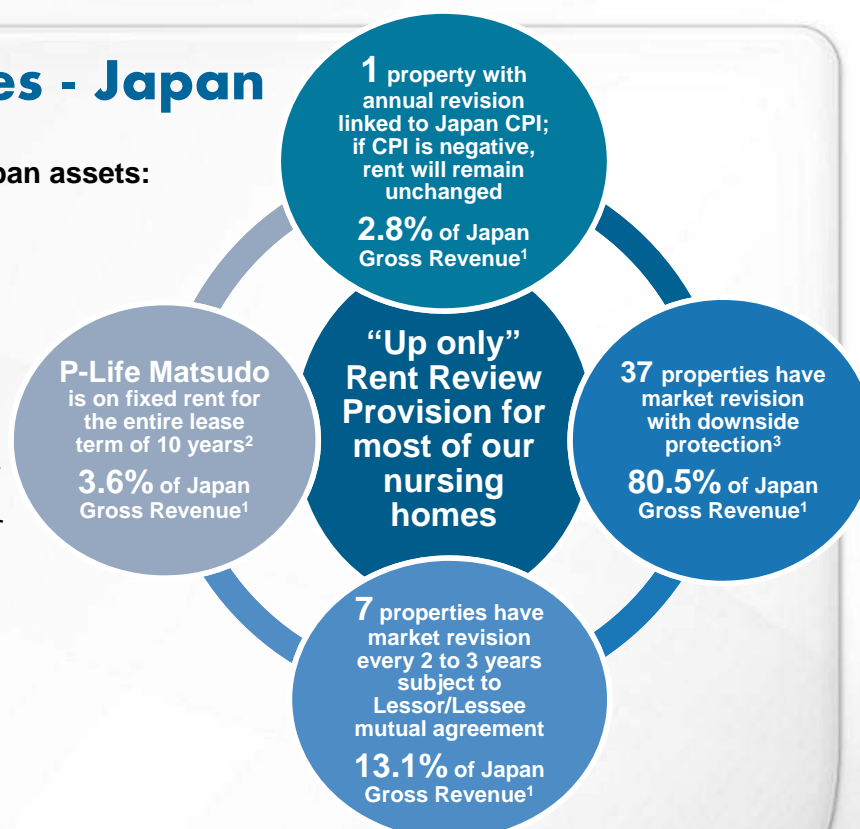 es - Japan
pan assets:
1 property with
annual revision
linked to Japan CPI;
if CPI is negative,
rent will remain
unchanged
2.8% of Japan
Gross Revenue¹
P-Life Matsudo
is on fixed rent for
the entire lease
term of 10 years²
3.6% of Japan
Gross Revenue¹
“Up only”
Rent Review
Provision for
most of our
nursing
homes
37 properties have
market revision
with downside
protection³
80.5% of Japan
Gross Revenue¹
7 properties have
market revision
every 2 to 3 years
subject to
Lessor/Lessee
mutual agreement
13.1% of Japan
Gross Revenue¹